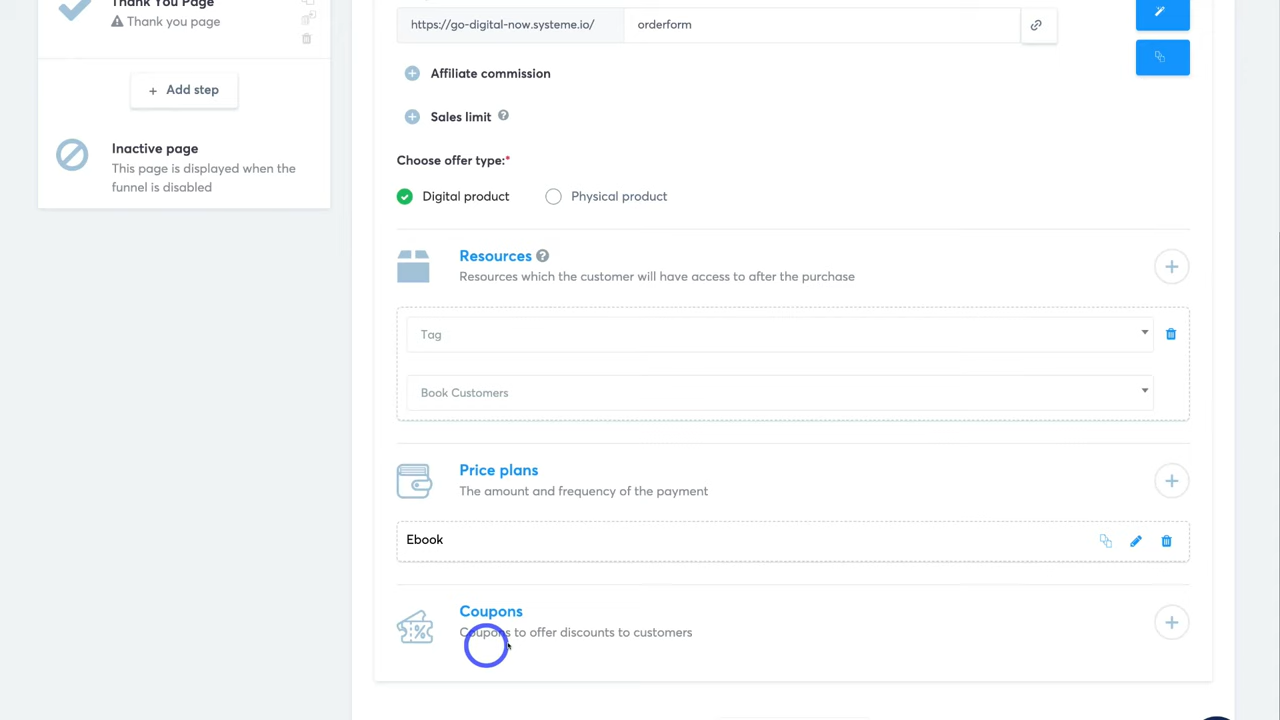 Thank You Page
Thank you page
+ Add step
Inactive page
This page is displayed when the
funnel is disabled
https://go-digital-now.systeme.io/
orderform
Affiliate commission
Sales limit ?
Choose offer type:*
Digital product
Physical product
Resources ?
Resources which the customer will have access to after the purchase
Tag
Book Customers
Price plans
The amount and frequency of the payment
Ebook
Coupons
Coupons to offer discounts to customers